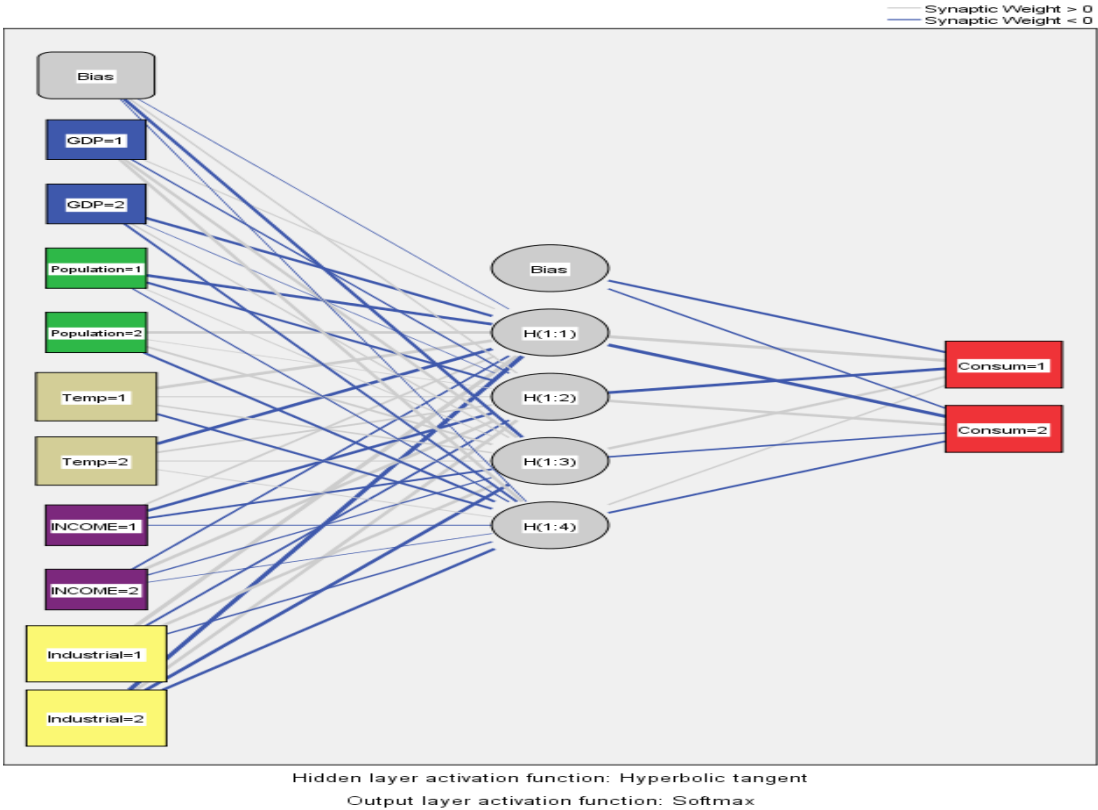 Synaptic Weight > 0
Synaptic Weight < 0
Bias
GDP=1
GDP=2
Population=1
Population=2
Temp=1
Temp=2
INCOME=1
INCOME=2
Industrial=1
Industrial=2
Bias
H(1:1)
H(1:2)
H(1:3)
H(1:4)
Consum=1
Consum=2
Hidden layer activation function: Hyperbolic tangent
Output layer activation function: Softmax